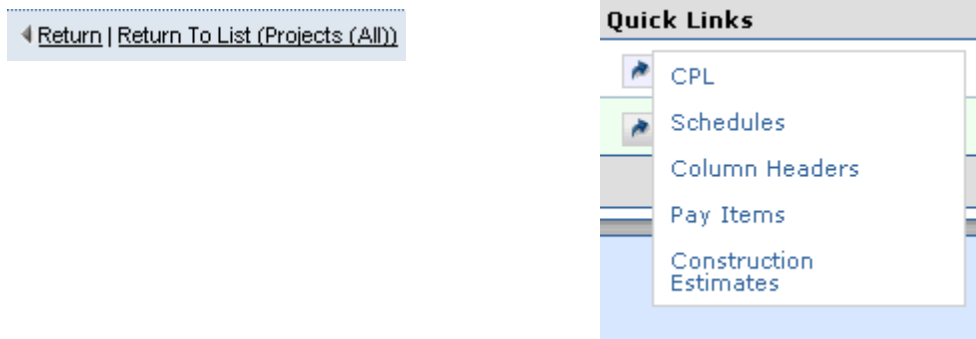 Return | Return To List (Projects (All))
Quick Links
CPL
Schedules
Column Headers
Pay Items
Construction
Estimates